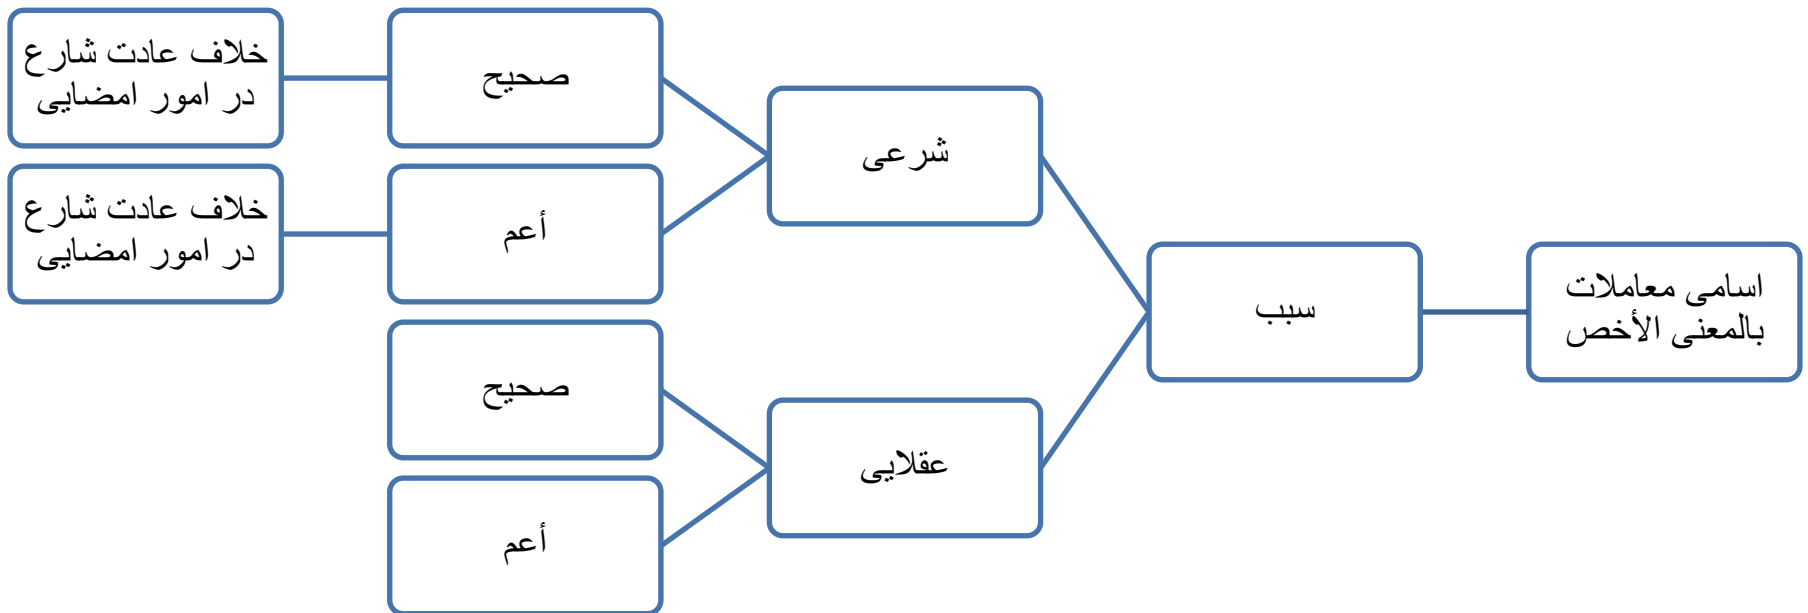 اسامی معاملات
بالمعنی الأخص
سبب
شرعی
صحیح
خلاف عادت شارع
در امور امضایی
أعم
خلاف عادت شارع
در امور امضایی
عقلایی
صحیح
أعم